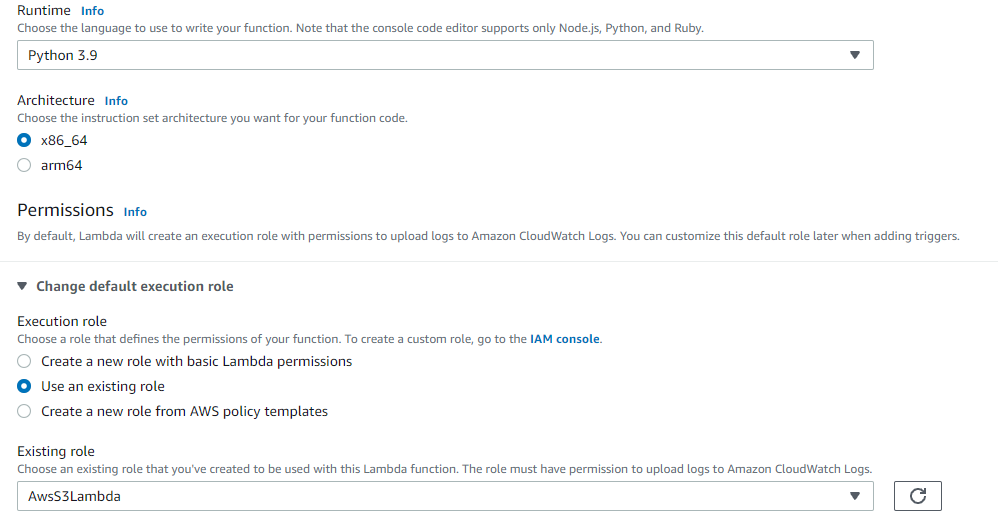 Runtime Info
Choose the language to use to write your function. Note that the console code editor supports only Node.js, Python, and Ruby.
Python 3.9
Architecture Info
Choose the instruction set architecture you want for your function code.
x86_64
arm64
Permissions Info
By default, Lambda will create an execution role with permissions to upload logs to Amazon CloudWatch Logs. You can customize this default role later when adding triggers.
Change default execution role
Execution role
Choose a role that defines the permissions of your function. To create a custom role, go to the IAM console.
Create a new role with basic Lambda permissions
Use an existing role
Create a new role from AWS policy templates
Existing role
Choose an existing role that you've created to be used with this Lambda function. The role must have permission to upload logs to Amazon CloudWatch Logs.
AwsS3Lambda